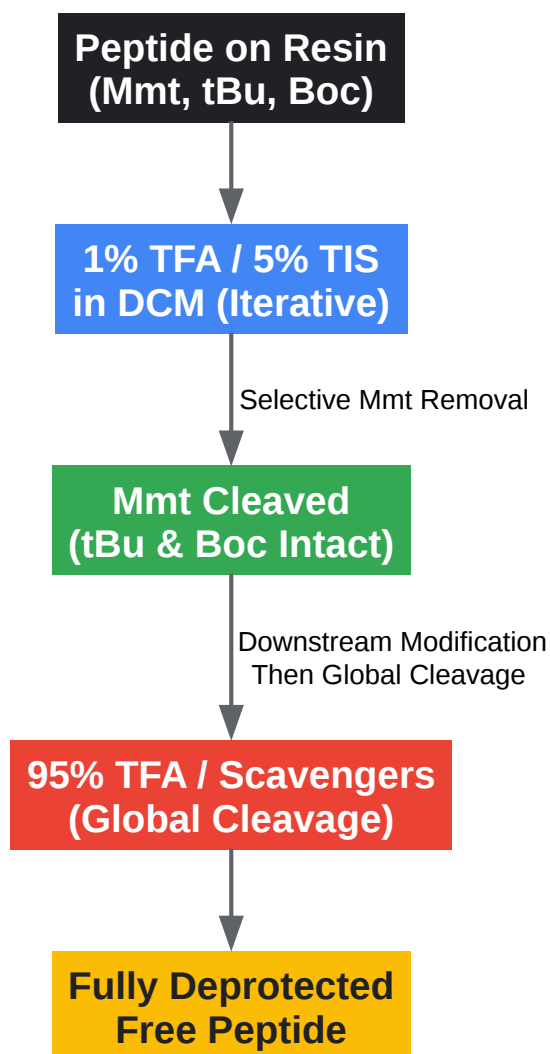 Peptide on Resin
(Mmt, tBu, Boc)
1% TFA / 5% TIS
in DCM (Iterative)
Selective Mmt Removal
Mmt Cleaved
(tBu & Boc Intact)
Downstream Modification
Then Global Cleavage
95% TFA / Scavengers
(Global Cleavage)
Fully Deprotected
Free Peptide